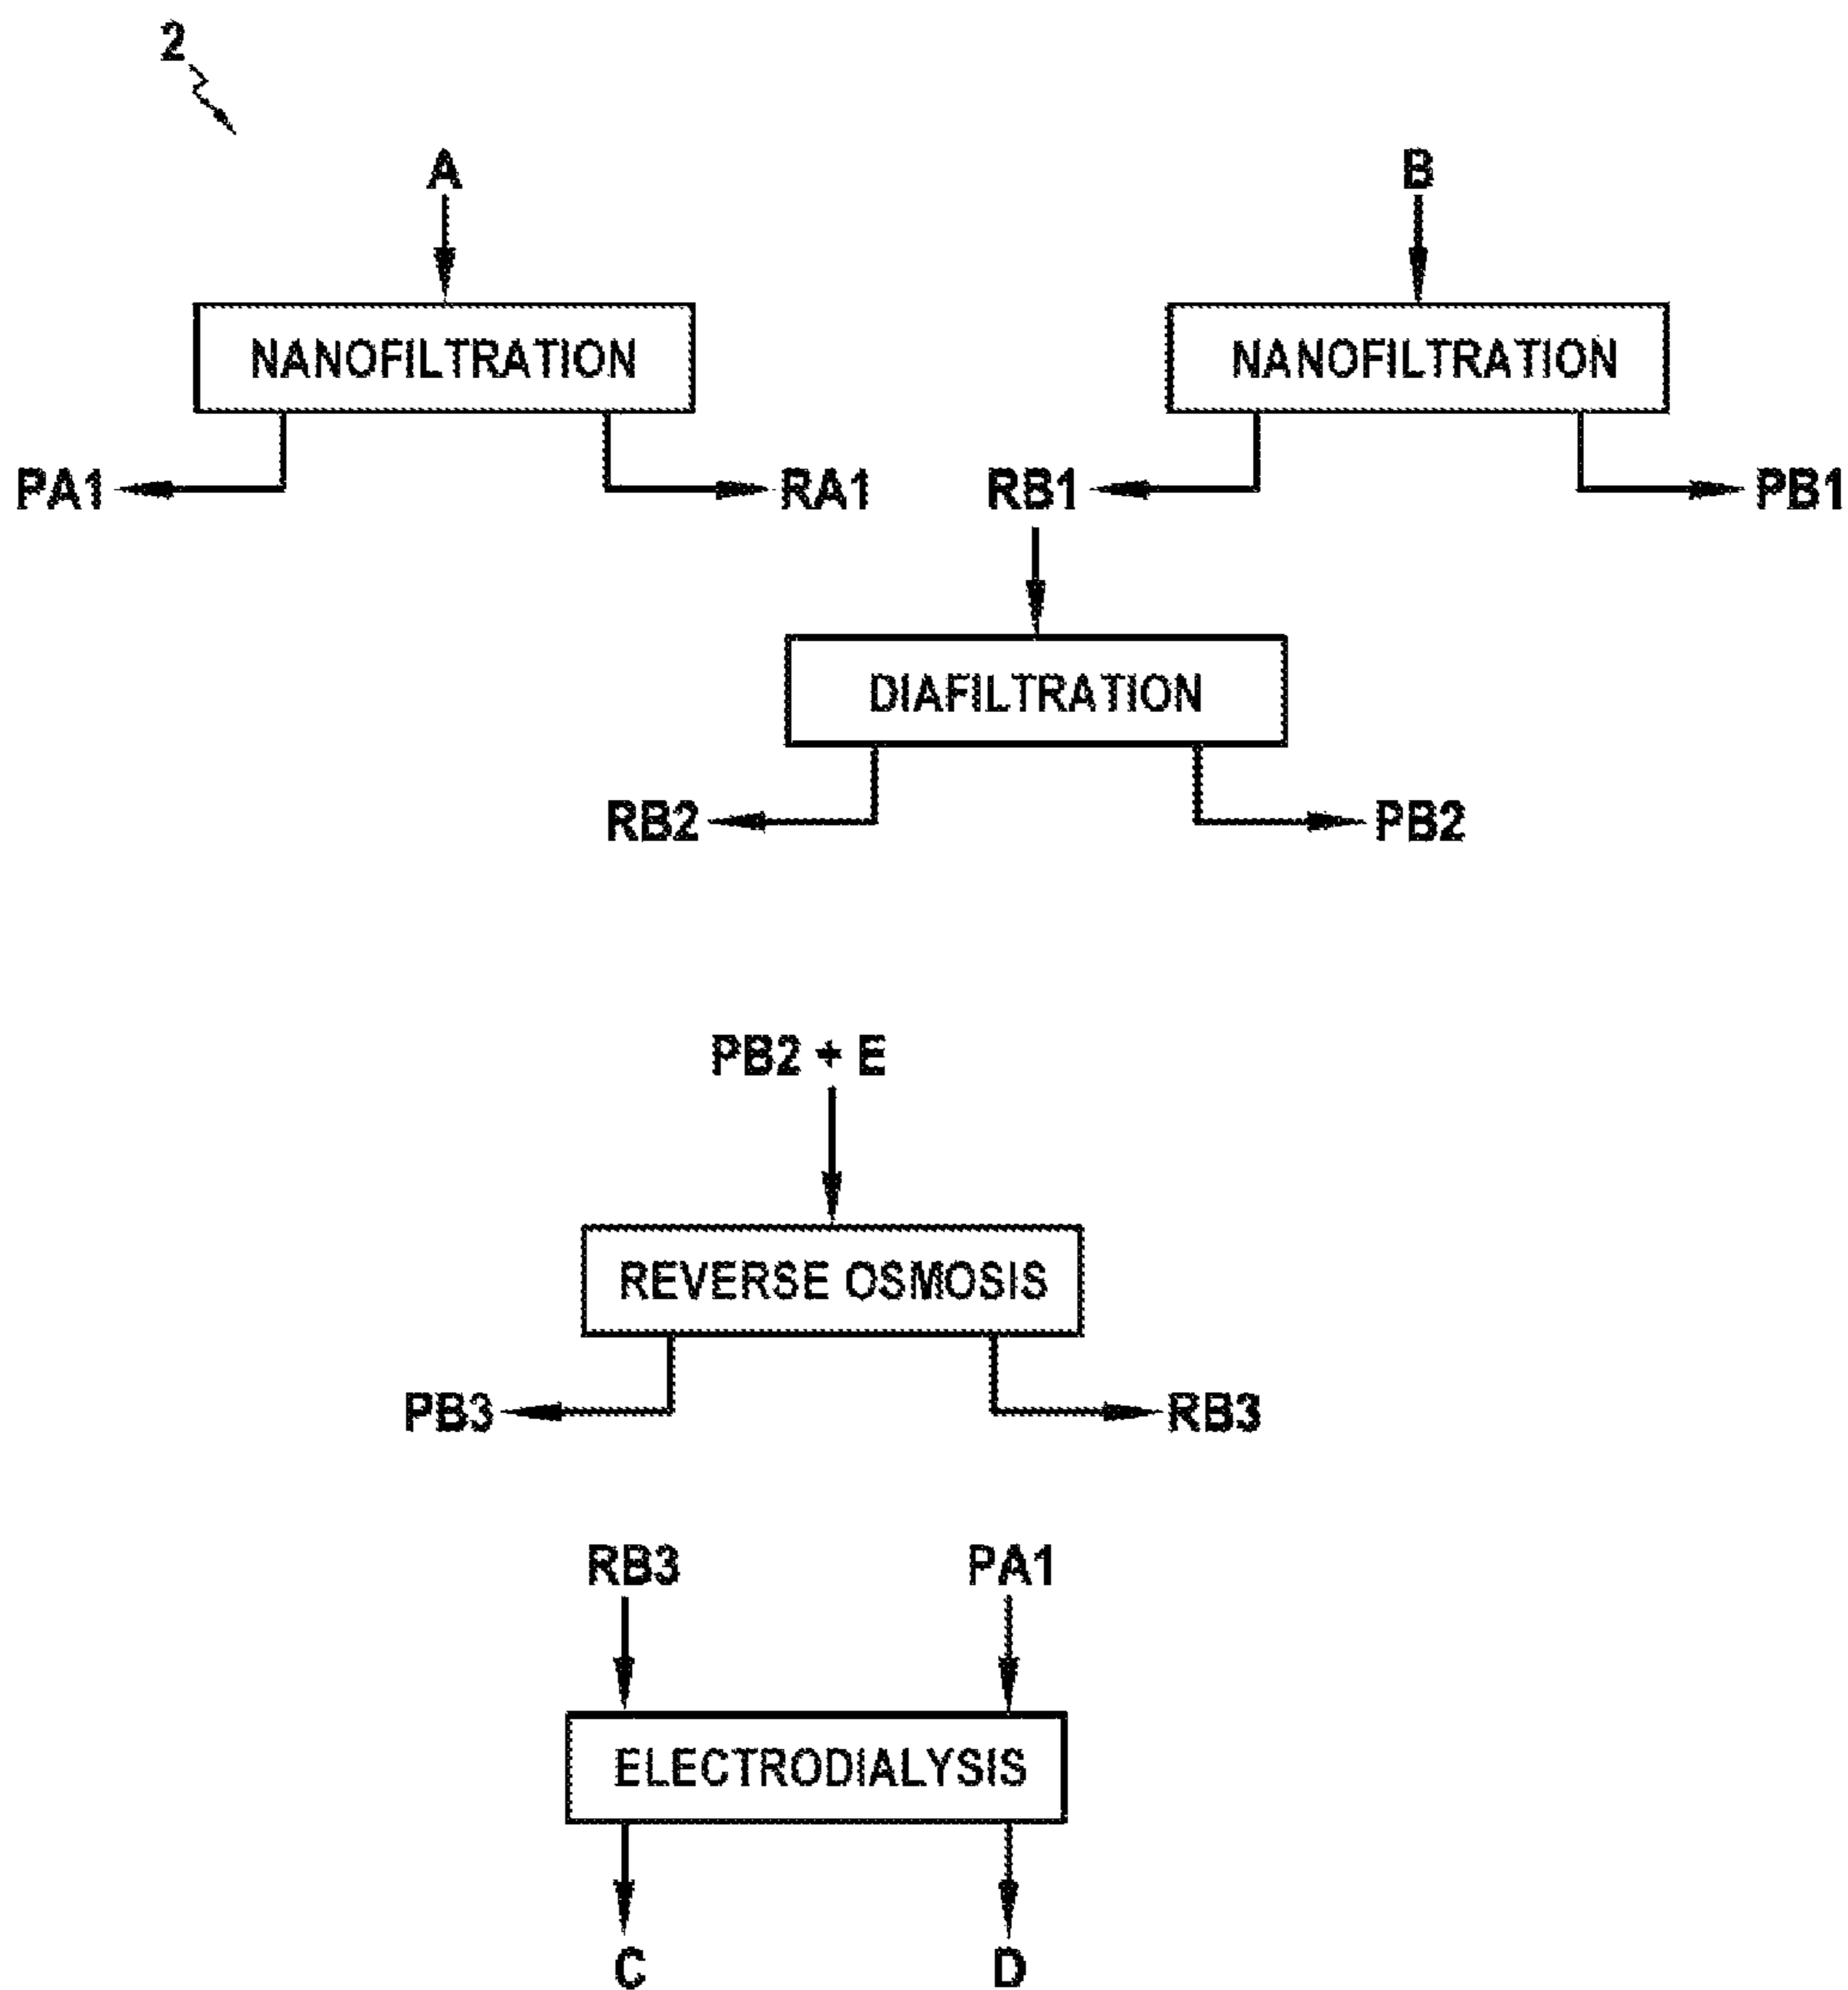 2
A
B
NANOFILTRATION
NANOFILTRATION
PA1
RA1
RB1
PB1
DIAFILTRATION
RB2
PB2
PB2 + E
REVERSE OSMOSIS
PB3
RB3
RB3
PA1
ELECTRODIALYSIS
C
D